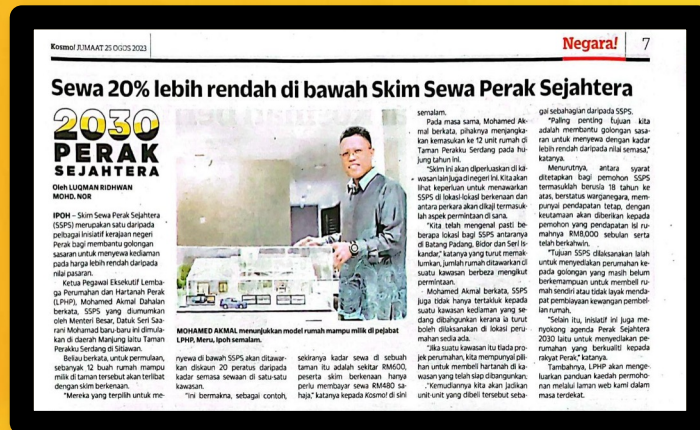 Kosmo! JUMAAT 25 OGOS 2023
Negara! 7
Sewa 20% lebih rendah di bawah Skim Sewa Perak Sejahtera
2030
PERAK
SEJAHTERA
Oleh LUQMAN RIDHWAN
MOHD. NOR
IPOH – Skim Sewa Perak Sejahtera
(SSPS) merupakan satu daripada
pelbagai inisiatif kerajaan negeri
Perak bagi membantu golongan
sasaran untuk menyewa kediaman
pada harga lebih rendah daripada
nilai pasaran.
Ketua Pegawai Eksekutif Lemba-
ga Perumahan dan Hartanah Perak
(LPHP), Mohamed Akmal Dahalan
berkata, SSPS yang diumumkan
oleh Menteri Besar, Datuk Seri Saa-
rani Mohamad baru-baru ini dimula-
kan di daerah Manjung iaitu Taman
Perakku Serdang di Sitiawan.
Beliau berkata, untuk permulaan,
sebanyak 12 buah rumah mampu
milik di taman tersebut akan terlibat
dengan skim berkenaan.
"Mereka yang terpilih untuk me-
MOHAMED AKMAL menunjukkan model rumah mampu milik di pejabat
LPHP, Meru, Ipoh semalam.
nyewa di bawah SSPS akan ditawar-
kan diskaun 20 peratus daripada
kadar semasa sewaan di satu-satu
kawasan.
"Ini bermakna, sebagai contoh,
sekiranya kadar sewa di sebuah
taman itu adalah sekitar RM600,
peserta skim berkenaan hanya
perlu membayar sewa RM480 sa-
haja," katanya kepada Kosmo! di sini
semalam.
Pada masa sama, Mohamed Ak-
mal berkata, pihaknya menjangka-
kan kemasukan ke 12 unit rumah di
Taman Perakku Serdang pada hu-
jung tahun ini.
"Skim ini akan diperluaskan di ka-
wasan lain juga di negeri ini. Kita akan
lihat keperluan untuk menawarkan
SSPS di lokasi-lokasi berkenaan dan
antara perkara akan dikaji termasuk-
lah aspek permintaan di sana.
"Kita telah mengenal pasti be-
berapa lokasi bagi SSPS antaranya
di Batang Padang, Bidor dan Seri Is-
kandar," katanya yang turut memak-
lumkan, jumlah rumah ditawarkan di
suatu kawasan berbeza mengikut
permintaan.
Mohamed Akmal berkata, SSPS
juga tidak hanya tertakluk kepada
suatu kawasan kediaman yang se-
dang dibangunkan kerana ia turut
boleh dilaksanakan di lokasi peru-
mahan sedia ada.
"Jika suatu kawasan itu tiada pro-
jek perumahan, kita mempunyai pili-
han untuk membeli hartanah di ka-
wasan yang telah siap dibangunkan.
"Kemudiannya kita akan jadikan
unit-unit yang dibeli tersebut seba-
gai sebahagian daripada SSPS.
"Paling penting tujuan kita
adalah membantu golongan sasa-
ran untuk menyewa dengan kadar
lebih rendah daripada nilai semasa,"
katanya.
Menurutnya, antara syarat
ditetapkan bagi pemohon SSPS
termasuklah berusia 18 tahun ke
atas, berstatus warganegara, mem-
punyai pendapatan tetap, dengan
keutamaan akan diberikan kepada
pemohon yang pendapatan isi ru-
mahnya RM8,000 sebulan serta
telah berkahwin.
"Tujuan SSPS dilaksanakan ialah
untuk menyediakan perumahan ke-
pada golongan yang masih belum
berkemampuan untuk membeli ru-
mah sendiri atau tidak layak menda-
pat pembiayaan kewangan pembel-
ian rumah.
"Selain itu, inisiatif ini juga me-
nyokong agenda Perak Sejahtera
2030 iaitu untuk menyediakan pe-
rumahan yang berkualiti kepada
rakyat Perak," katanya.
Tambahnya, LPHP akan menge-
luarkan panduan kaedah permoho-
nan melalui laman web kami dalam
masa terdekat.